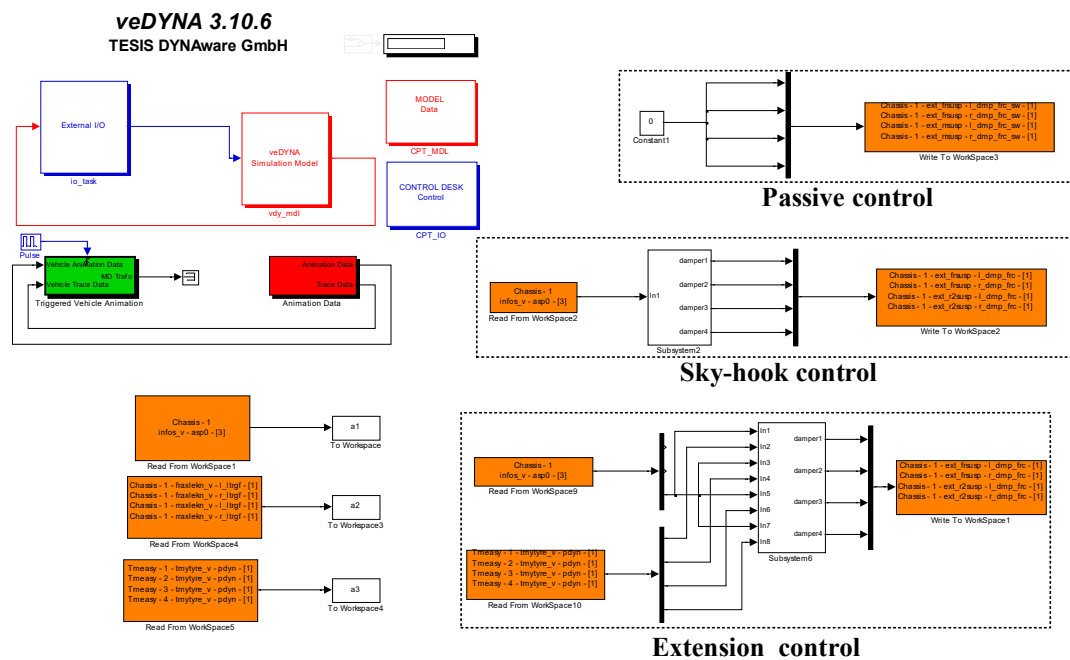 veDYNA 3.10.6
TESIS DYNAware GmbH
External I/O
io_task
veDYNA
Simulation Model
vdy_mdl
MODEL
Data
CPT_MDL
CONTROL DESK
Control
CPT_IO
Pulse
Vehicle Animation Data
MD Trafo
Vehicle Trace Data
Triggered Vehicle Animation
Animation Data
Trace Data
Animation Data
Chassis - 1
infos_v - asp0 - [3]
Read From WorkSpace1
a1
To Workspace
Chassis - 1 - fraxlekn_v - l_ltrgf - [1]
Chassis - 1 - fraxlekn_v - r_ltrgf - [1]
Chassis - 1 - rraxlekn_v - l_ltrgf - [1]
Chassis - 1 - rraxlekn_v - r_ltrgf - [1]
Read From WorkSpace4
a2
To Workspace3
Tmeasy - 1 - tmytyre_v - pdyn - [1]
Tmeasy - 2 - tmytyre_v - pdyn - [1]
Tmeasy - 3 - tmytyre_v - pdyn - [1]
Tmeasy - 4 - tmytyre_v - pdyn - [1]
Read From WorkSpace5
a3
To Workspace4
0
Constant1
Chassis - 1 - ext_frsusp - l_dmp_frc_sw - [1]
Chassis - 1 - ext_frsusp - r_dmp_frc_sw - [1]
Chassis - 1 - ext_rrsusp - l_dmp_frc_sw - [1]
Chassis - 1 - ext_rrsusp - r_dmp_frc_sw - [1]
Write To WorkSpace3
Passive control
Chassis - 1
infos_v - asp0 - [3]
Read From WorkSpace2
In1
damper1
damper2
damper3
damper4
Subsystem2
Chassis - 1 - ext_frsusp - l_dmp_frc - [1]
Chassis - 1 - ext_frsusp - r_dmp_frc - [1]
Chassis - 1 - ext_r2susp - l_dmp_frc - [1]
Chassis - 1 - ext_r2susp - r_dmp_frc - [1]
Write To WorkSpace2
Sky-hook control
Chassis - 1
infos_v - asp0 - [3]
Read From WorkSpace9
Tmeasy - 1 - tmytyre_v - pdyn - [1]
Tmeasy - 2 - tmytyre_v - pdyn - [1]
Tmeasy - 3 - tmytyre_v - pdyn - [1]
Tmeasy - 4 - tmytyre_v - pdyn - [1]
Read From WorkSpace10
In1
In2
In3
In4
In5
In6
In7
In8
damper1
damper2
damper3
damper4
Subsystem6
Chassis - 1 - ext_frsusp - l_dmp_frc - [1]
Chassis - 1 - ext_frsusp - r_dmp_frc - [1]
Chassis - 1 - ext_r2susp - l_dmp_frc - [1]
Chassis - 1 - ext_r2susp - r_dmp_frc - [1]
Write To WorkSpace1
Extension control